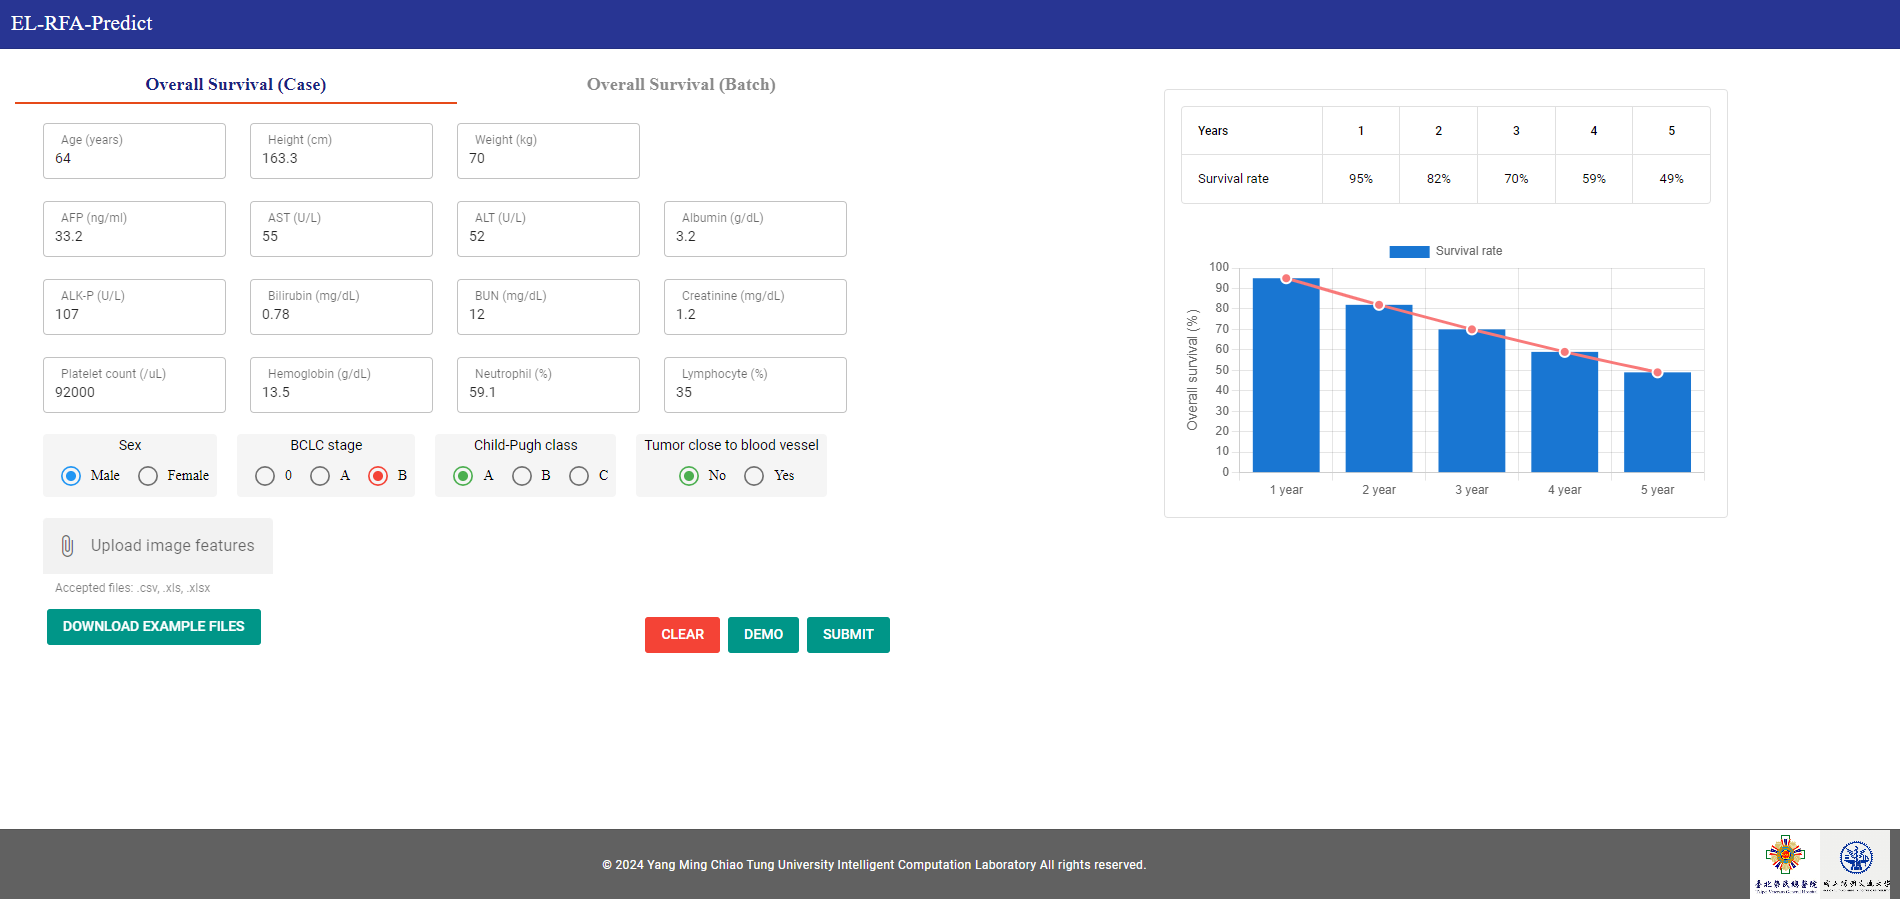 EL-RFA-Predict
Overall Survival (Case)
Overall Survival (Batch)
Age (years)
64
Height (cm)
163.3
Weight (kg)
70
AFP (ng/ml)
33.2
AST (U/L)
55
ALT (U/L)
52
Albumin (g/dL)
3.2
ALK-P (U/L)
107
Bilirubin (mg/dL)
0.78
BUN (mg/dL)
12
Creatinine (mg/dL)
1.2
Platelet count (/uL)
92000
Hemoglobin (g/dL)
13.5
Neutrophil (%)
59.1
Lymphocyte (%)
35
Sex
Male Female
BCLC stage
0 A B
Child-Pugh class
A B C
Tumor close to blood vessel
No Yes
Upload image features
Accepted files: .csv, .xls, .xlsx
DOWNLOAD EXAMPLE FILES
CLEAR
DEMO
SUBMIT
Years 1 2 3 4 5
Survival rate 95% 82% 70% 59% 49%
Survival rate
Overall survival (%)
100
90
80
70
60
50
40
30
20
10
0
1 year 2 year 3 year 4 year 5 year
© 2024 Yang Ming Chiao Tung University Intelligent Computation Laboratory All rights reserved.
臺北榮民總醫院